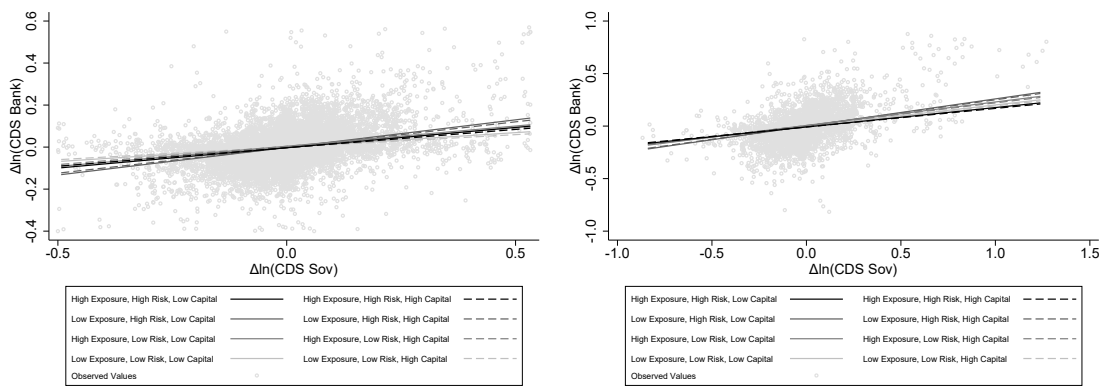 0.6
0.4
0.2
0.0
-0.2
-0.4
Δln(CDS Bank)
-0.5 0.0 0.5
Δln(CDS Sov)
High Exposure, High Risk, Low Capital High Exposure, High Risk, High Capital
Low Exposure, High Risk, Low Capital Low Exposure, High Risk, High Capital
High Exposure, Low Risk, Low Capital High Exposure, Low Risk, High Capital
Low Exposure, Low Risk, Low Capital Low Exposure, Low Risk, High Capital
Observed Values
1.0
0.5
0.0
-0.5
-1.0
Δln(CDS Bank)
-1.0 -0.5 0.0 0.5 1.0 1.5
Δln(CDS Sov)
High Exposure, High Risk, Low Capital High Exposure, High Risk, High Capital
Low Exposure, High Risk, Low Capital Low Exposure, High Risk, High Capital
High Exposure, Low Risk, Low Capital High Exposure, Low Risk, High Capital
Low Exposure, Low Risk, Low Capital Low Exposure, Low Risk, High Capital
Observed Values